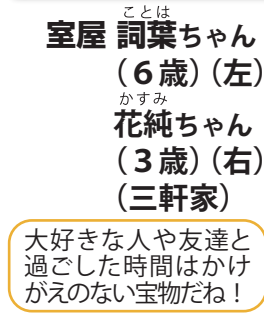 ことは
室屋 詞葉ちゃん
(6歳)(左)
かすみ
花純ちゃん
(3歳)(右)
(三軒家)
大好きな人や友達と
過ごした時間はかけ
がえのない宝物だね!